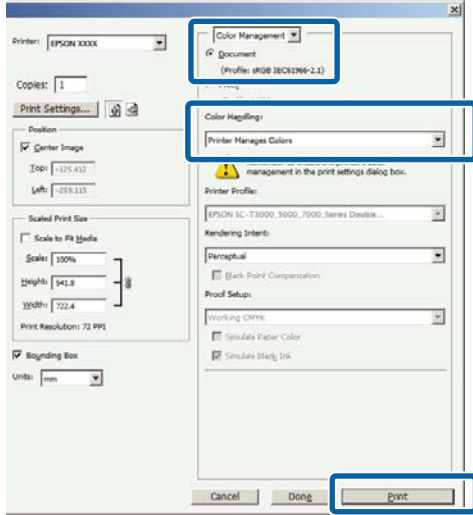 Printer: EPSON XXXX
Copies: 1
Print Settings...
Position
Center Image
Top: -125.412
Left: -259.115
Scaled Print Size
Scale to Fit Media
Scale: 100%
Height: 541.8
Width: 722.4
Print Resolution: 72 PPI
Bounding Box
Units: mm
Color Management
Document
(Profile: sRGB IEC61966-2.1)
Color Handling:
Printer Manages Colors
management in the print settings dialog box.
Printer Profile:
EPSON SC-T3000_5000_7000_Series Double...
Rendering Intent:
Perceptual
Black Point Compensation
Proof Setup:
Working CMYK
Simulate Paper Color
Simulate Black Ink
Cancel
Done
Print